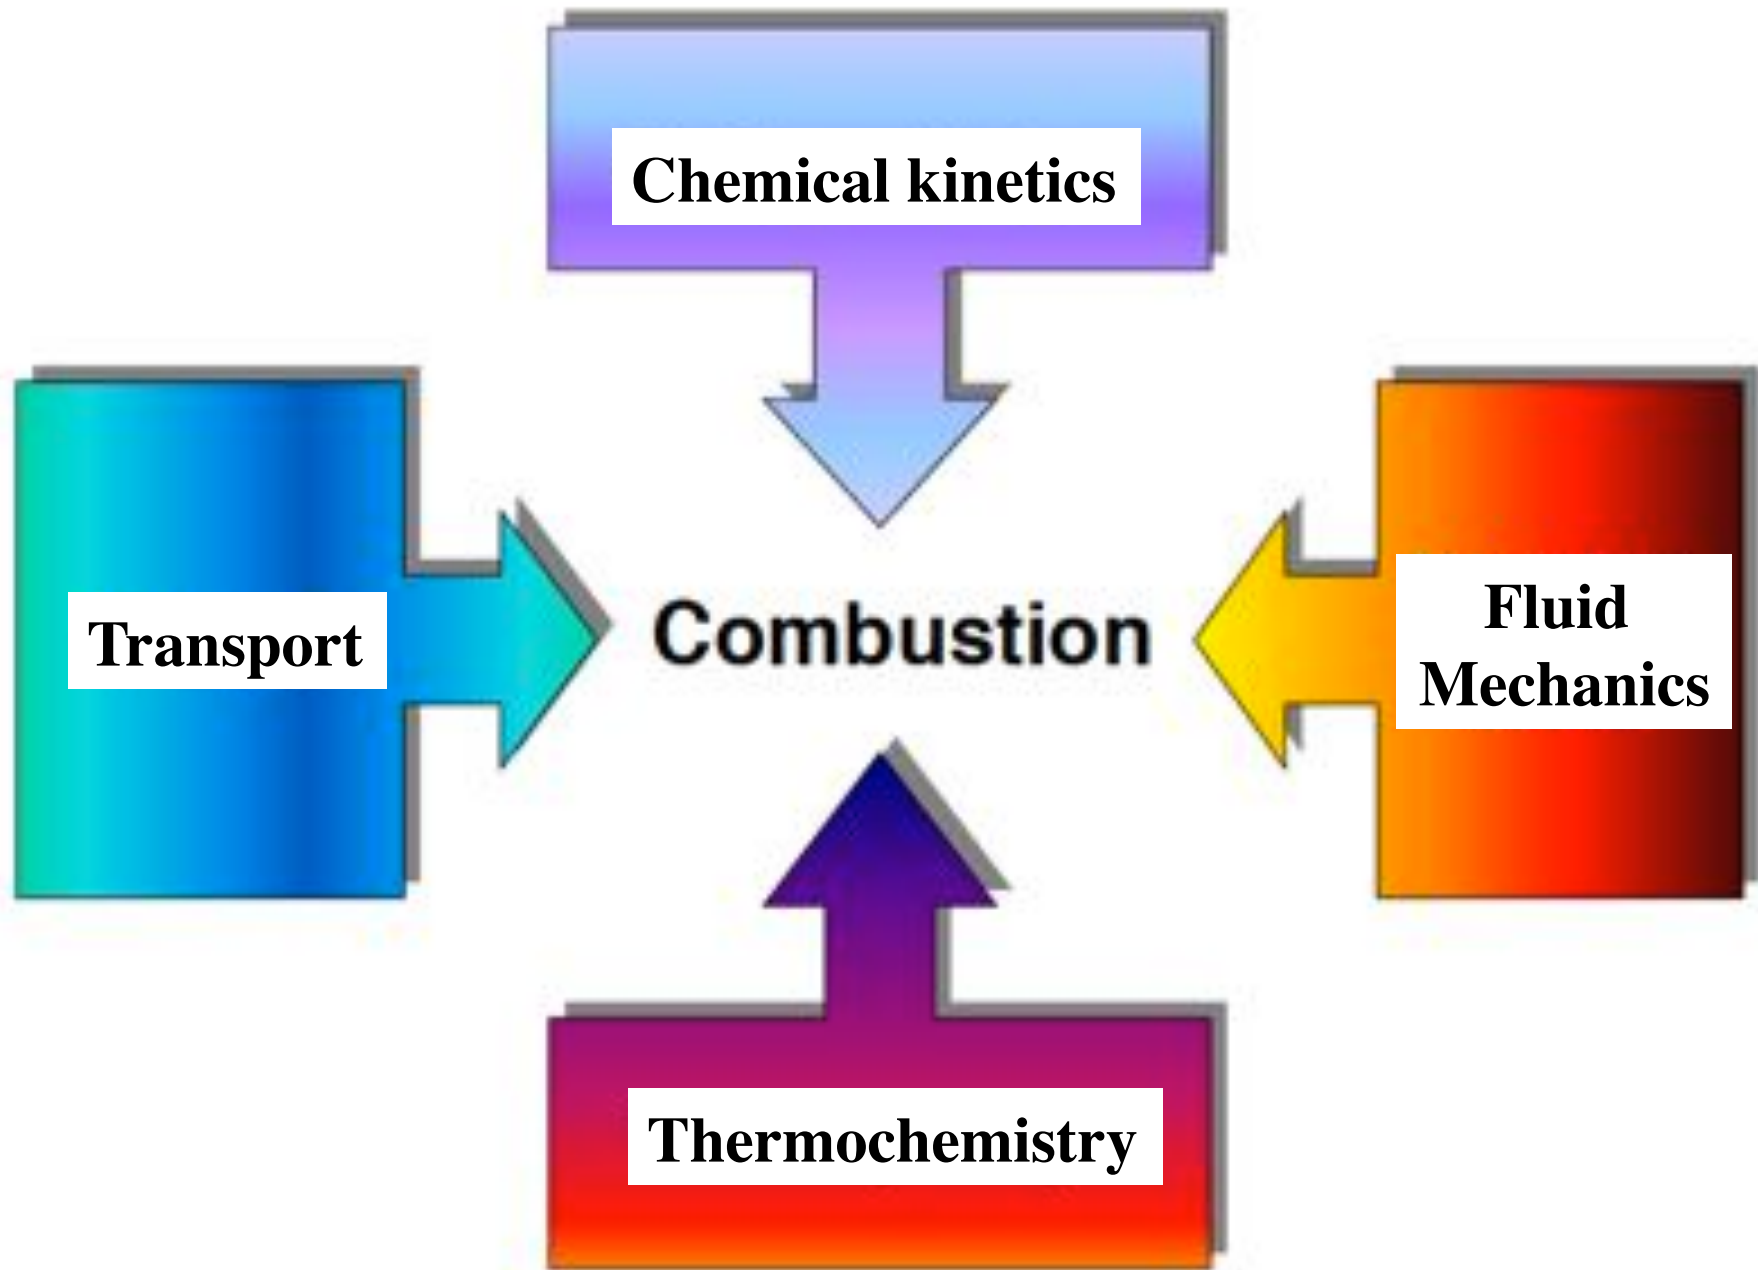 Chemical kinetics
Transport
Combustion
Fluid
Mechanics
Thermochemistry